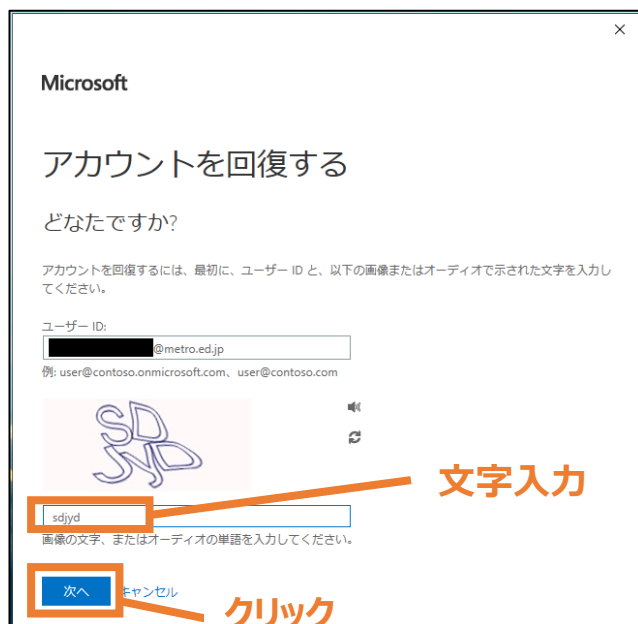 ×
Microsoft
アカウントを回復する
どなたですか?
アカウントを回復するには、最初に、ユーザー ID と、以下の画像またはオーディオで示された文字を入力し
てください。
ユーザー ID:
@metro.ed.jp
例: user@contoso.onmicrosoft.com、user@contoso.com
SD
JYD
文字入力
sdjyd
画像の文字、またはオーディオの単語を入力してください。
次へ キャンセル
クリック